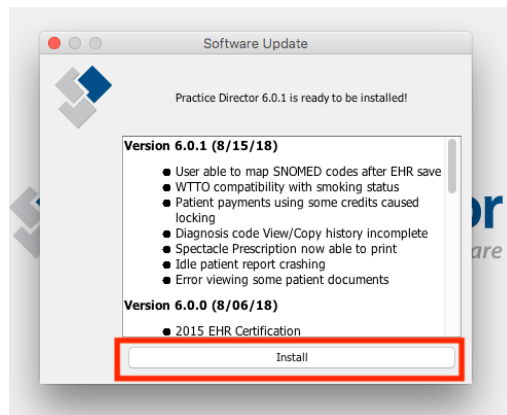 Software Update
Practice Director 6.0.1 is ready to be installed!
Version 6.0.1 (8/15/18)
● User able to map SNOMED codes after EHR save
● WTTO compatibility with smoking status
● Patient payments using some credits caused
locking
● Diagnosis code View/Copy history incomplete
● Spectacle Prescription now able to print
● Idle patient report crashing
● Error viewing some patient documents
Version 6.0.0 (8/06/18)
● 2015 EHR Certification
Install
or
are